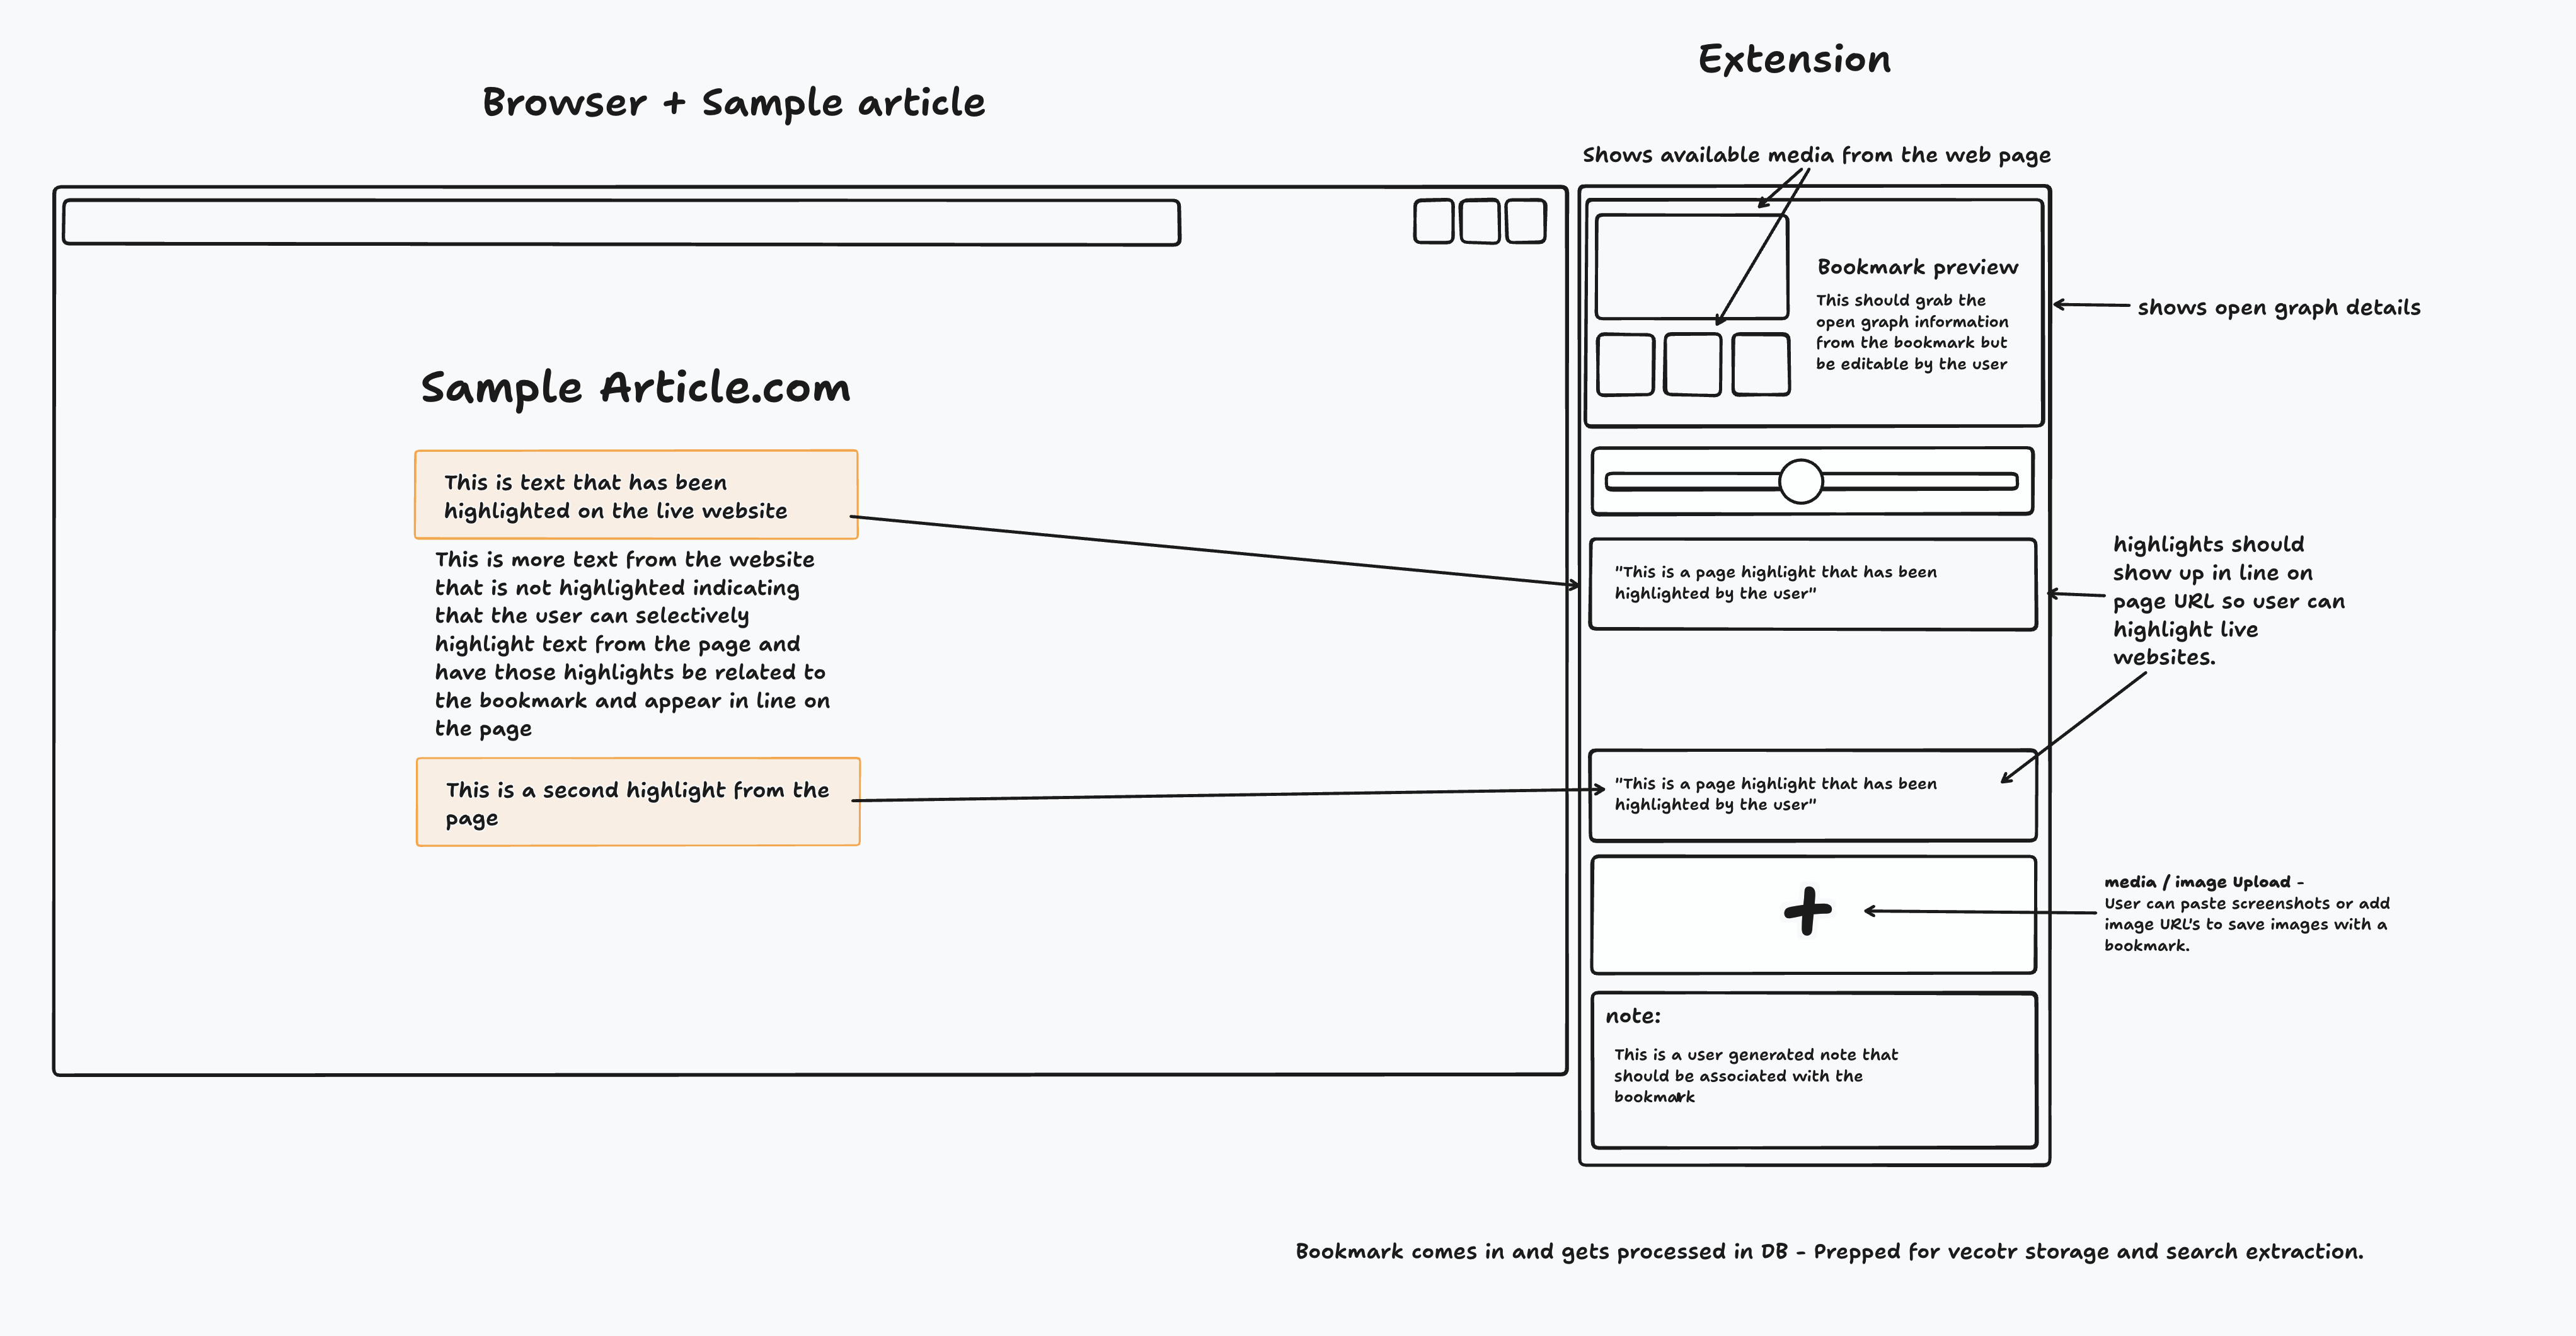 Extension
Browser + Sample article
Shows available media from the web page
Bookmark preview
This should grab the
open graph information
from the bookmark but
be editable by the user
shows open graph details
Sample Article.com
This is text that has been
highlighted on the live website
This is more text from the website
that is not highlighted indicating
that the user can selectively
highlight text from the page and
have those highlights be related to
the bookmark and appear in line on
the page
This is a second highlight from the
page
"This is a page highlight that has been
highlighted by the user"
highlights should
show up in line on
page URL so user can
highlight live
websites.
"This is a page highlight that has been
highlighted by the user"
media / image Upload -
User can paste screenshots or add
image URL's to save images with a
bookmark.
note:
This is a user generated note that
should be associated with the
bookmark
Bookmark comes in and gets processed in DB - Prepped for vecotr storage and search extraction.